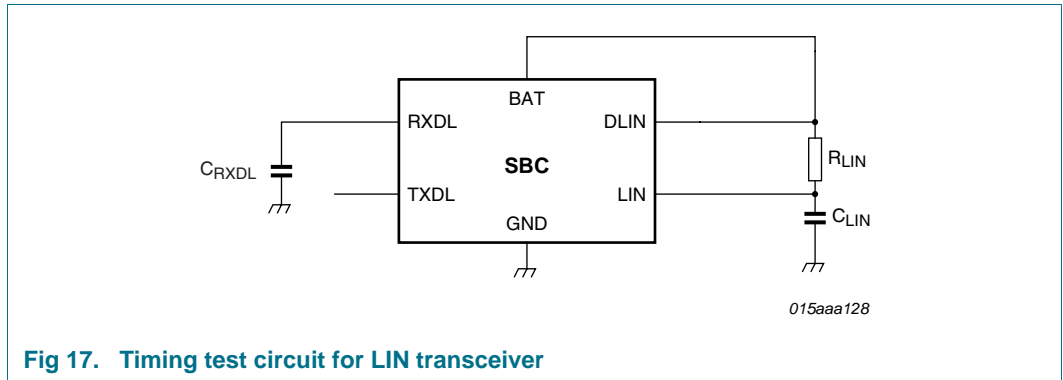 BAT
RXDL
DLIN
CRXDL
SBC
RLIN
TXDL
LIN
CLIN
GND
015aaa128
Fig 17. Timing test circuit for LIN transceiver